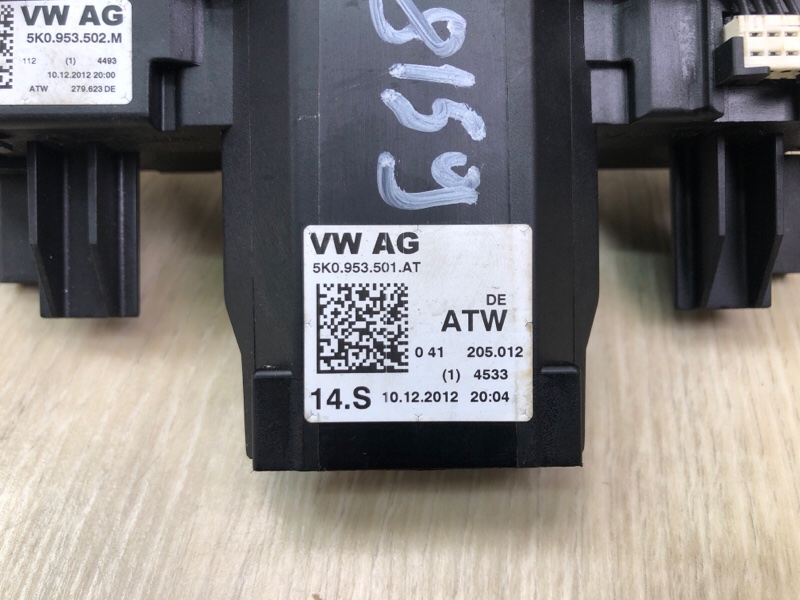 VW AG
5K0.953.502.M
112 (1) 4493
10.12.2012 20:00
ATW 279.623 DE
VW AG
5K0.953.501.AT
DE
ATW
0 41 205.012
(1) 4533
14.S 10.12.2012 20:04